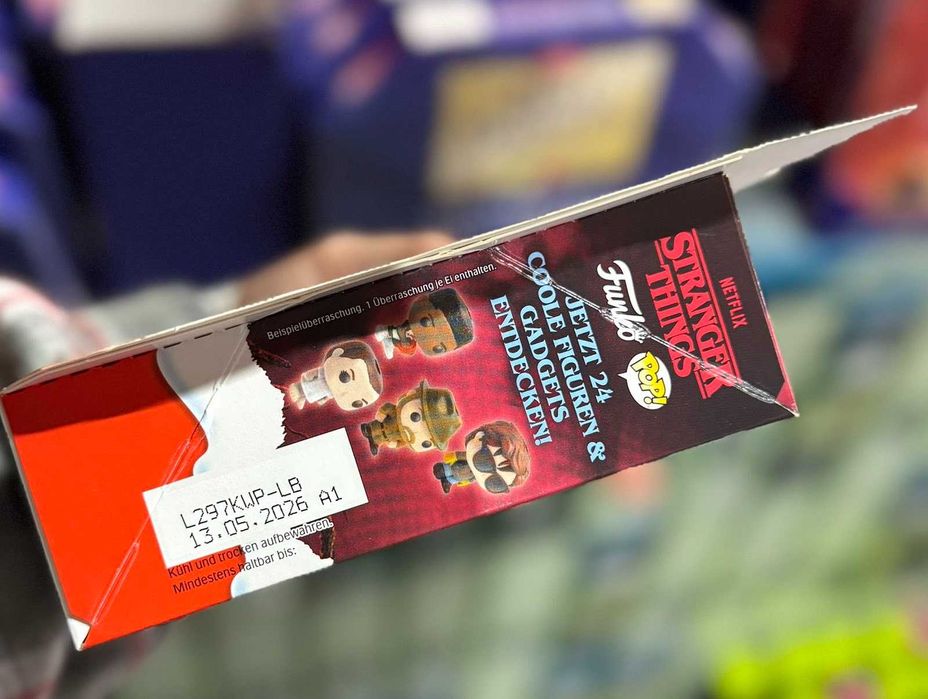 NETFLIX
STRANGER
THINGS
Funko
POP!
JETZT 24
COOLE FIGUREN &
GADGETS
ENTDECKEN!
Beispielüberraschung. 1 Überraschung je Ei enthalten.
L297KWP-LB
13.05.2026 A1
Kühl und trocken aufbewahren.
Mindestens haltbar bis: